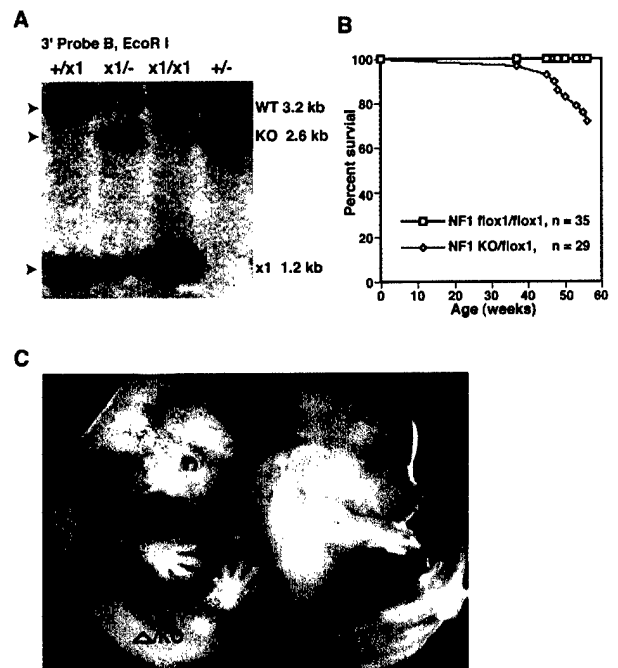 A
3' Probe B, EcoR I
+/x1 x1/- x1/x1 +/-
WT 3.2 kb
KO 2.6 kb
x1 1.2 kb
B
Percent survial
100
80
60
40
20
0
NF1 flox1/flox1, n = 35
NF1 KO/flox1, n = 29
0 10 20 30 40 50 60
Age (weeks)
C
Δ/KO